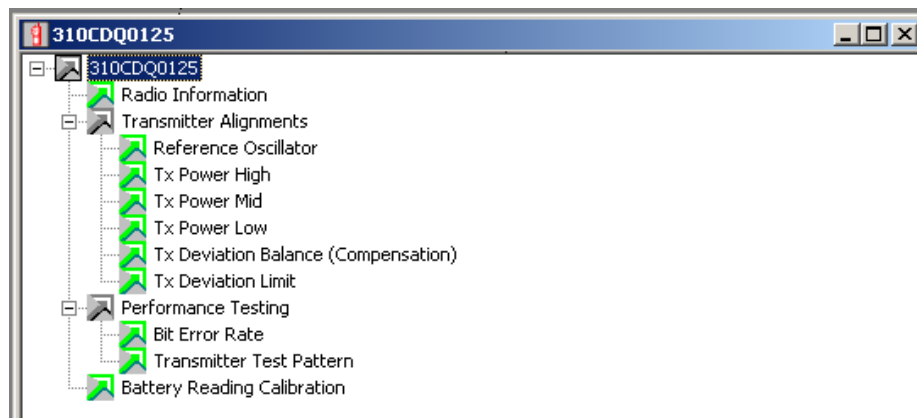 310CDQ0125
310CDQ0125
Radio Information
Transmitter Alignments
Reference Oscillator
Tx Power High
Tx Power Mid
Tx Power Low
Tx Deviation Balance (Compensation)
Tx Deviation Limit
Performance Testing
Bit Error Rate
Transmitter Test Pattern
Battery Reading Calibration